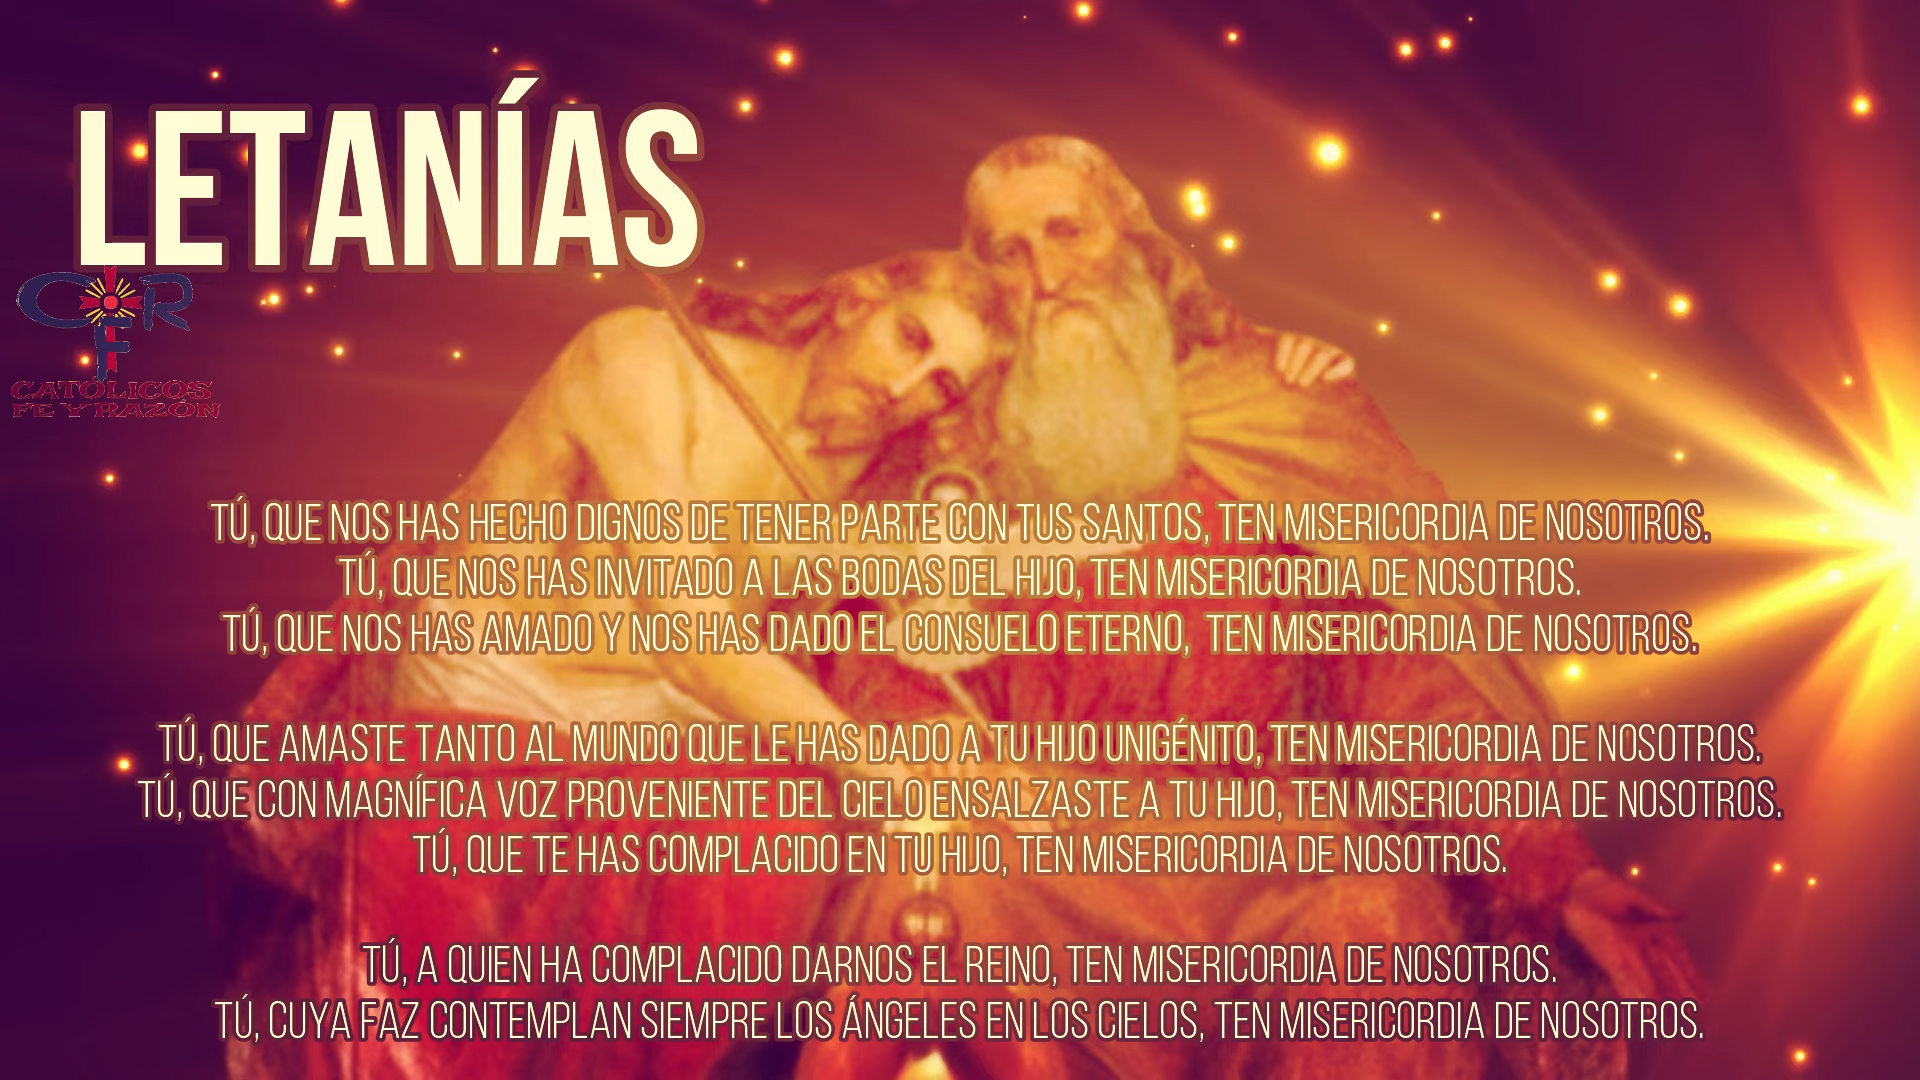 LETANÍAS
CFR
F
CATÓLICOS
FE Y RAZÓN
TÚ, QUE NOS HAS HECHO DIGNOS DE TENER PARTE CON TUS SANTOS, TEN MISERICORDIA DE NOSOTROS.
TÚ, QUE NOS HAS INVITADO A LAS BODAS DEL HIJO, TEN MISERICORDIA DE NOSOTROS.
TÚ, QUE NOS HAS AMADO Y NOS HAS DADO EL CONSUELO ETERNO, TEN MISERICORDIA DE NOSOTROS.
TÚ, QUE AMASTE TANTO AL MUNDO QUE LE HAS DADO A TU HIJO UNIGÉNITO, TEN MISERICORDIA DE NOSOTROS.
TÚ, QUE CON MAGNÍFICA VOZ PROVENIENTE DEL CIELO ENSALZASTE A TU HIJO, TEN MISERICORDIA DE NOSOTROS.
TÚ, QUE TE HAS COMPLACIDO EN TU HIJO, TEN MISERICORDIA DE NOSOTROS.
TÚ, A QUIEN HA COMPLACIDO DARNOS EL REINO, TEN MISERICORDIA DE NOSOTROS.
TÚ, CUYA FAZ CONTEMPLAN SIEMPRE LOS ÁNGELES EN LOS CIELOS, TEN MISERICORDIA DE NOSOTROS.